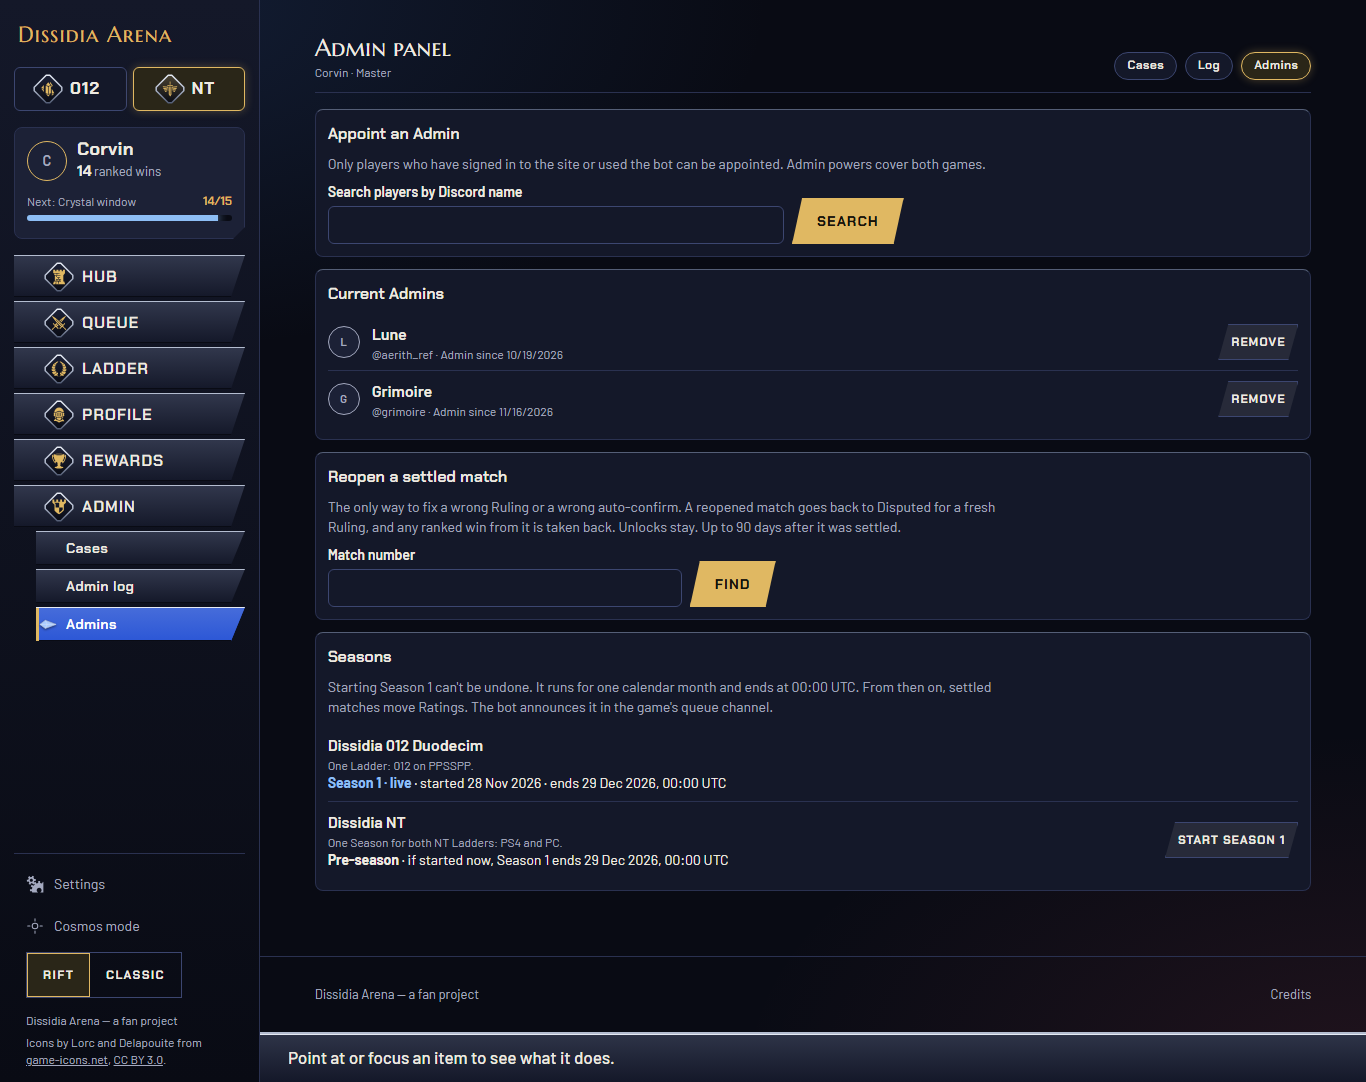 Dissidia Arena
012
NT
C
Corvin
14 ranked wins
Next: Crystal window
14/15
HUB
QUEUE
LADDER
PROFILE
REWARDS
ADMIN
Cases
Admin log
Admins
Settings
Cosmos mode
RIFT
CLASSIC
Dissidia Arena — a fan project
Icons by Lorc and Delapouite from
game-icons.net, CC BY 3.0.
Admin panel
Corvin · Master
Cases
Log
Admins
Appoint an Admin
Only players who have signed in to the site or used the bot can be appointed. Admin powers cover both games.
Search players by Discord name
SEARCH
Current Admins
L
Lune
@aerith_ref · Admin since 10/19/2026
REMOVE
G
Grimoire
@grimoire · Admin since 11/16/2026
REMOVE
Reopen a settled match
The only way to fix a wrong Ruling or a wrong auto-confirm. A reopened match goes back to Disputed for a fresh
Ruling, and any ranked win from it is taken back. Unlocks stay. Up to 90 days after it was settled.
Match number
FIND
Seasons
Starting Season 1 can't be undone. It runs for one calendar month and ends at 00:00 UTC. From then on, settled
matches move Ratings. The bot announces it in the game's queue channel.
Dissidia 012 Duodecim
One Ladder: 012 on PPSSPP.
Season 1 · live · started 28 Nov 2026 · ends 29 Dec 2026, 00:00 UTC
Dissidia NT
One Season for both NT Ladders: PS4 and PC.
Pre-season · if started now, Season 1 ends 29 Dec 2026, 00:00 UTC
START SEASON 1
Dissidia Arena — a fan project
Credits
Point at or focus an item to see what it does.